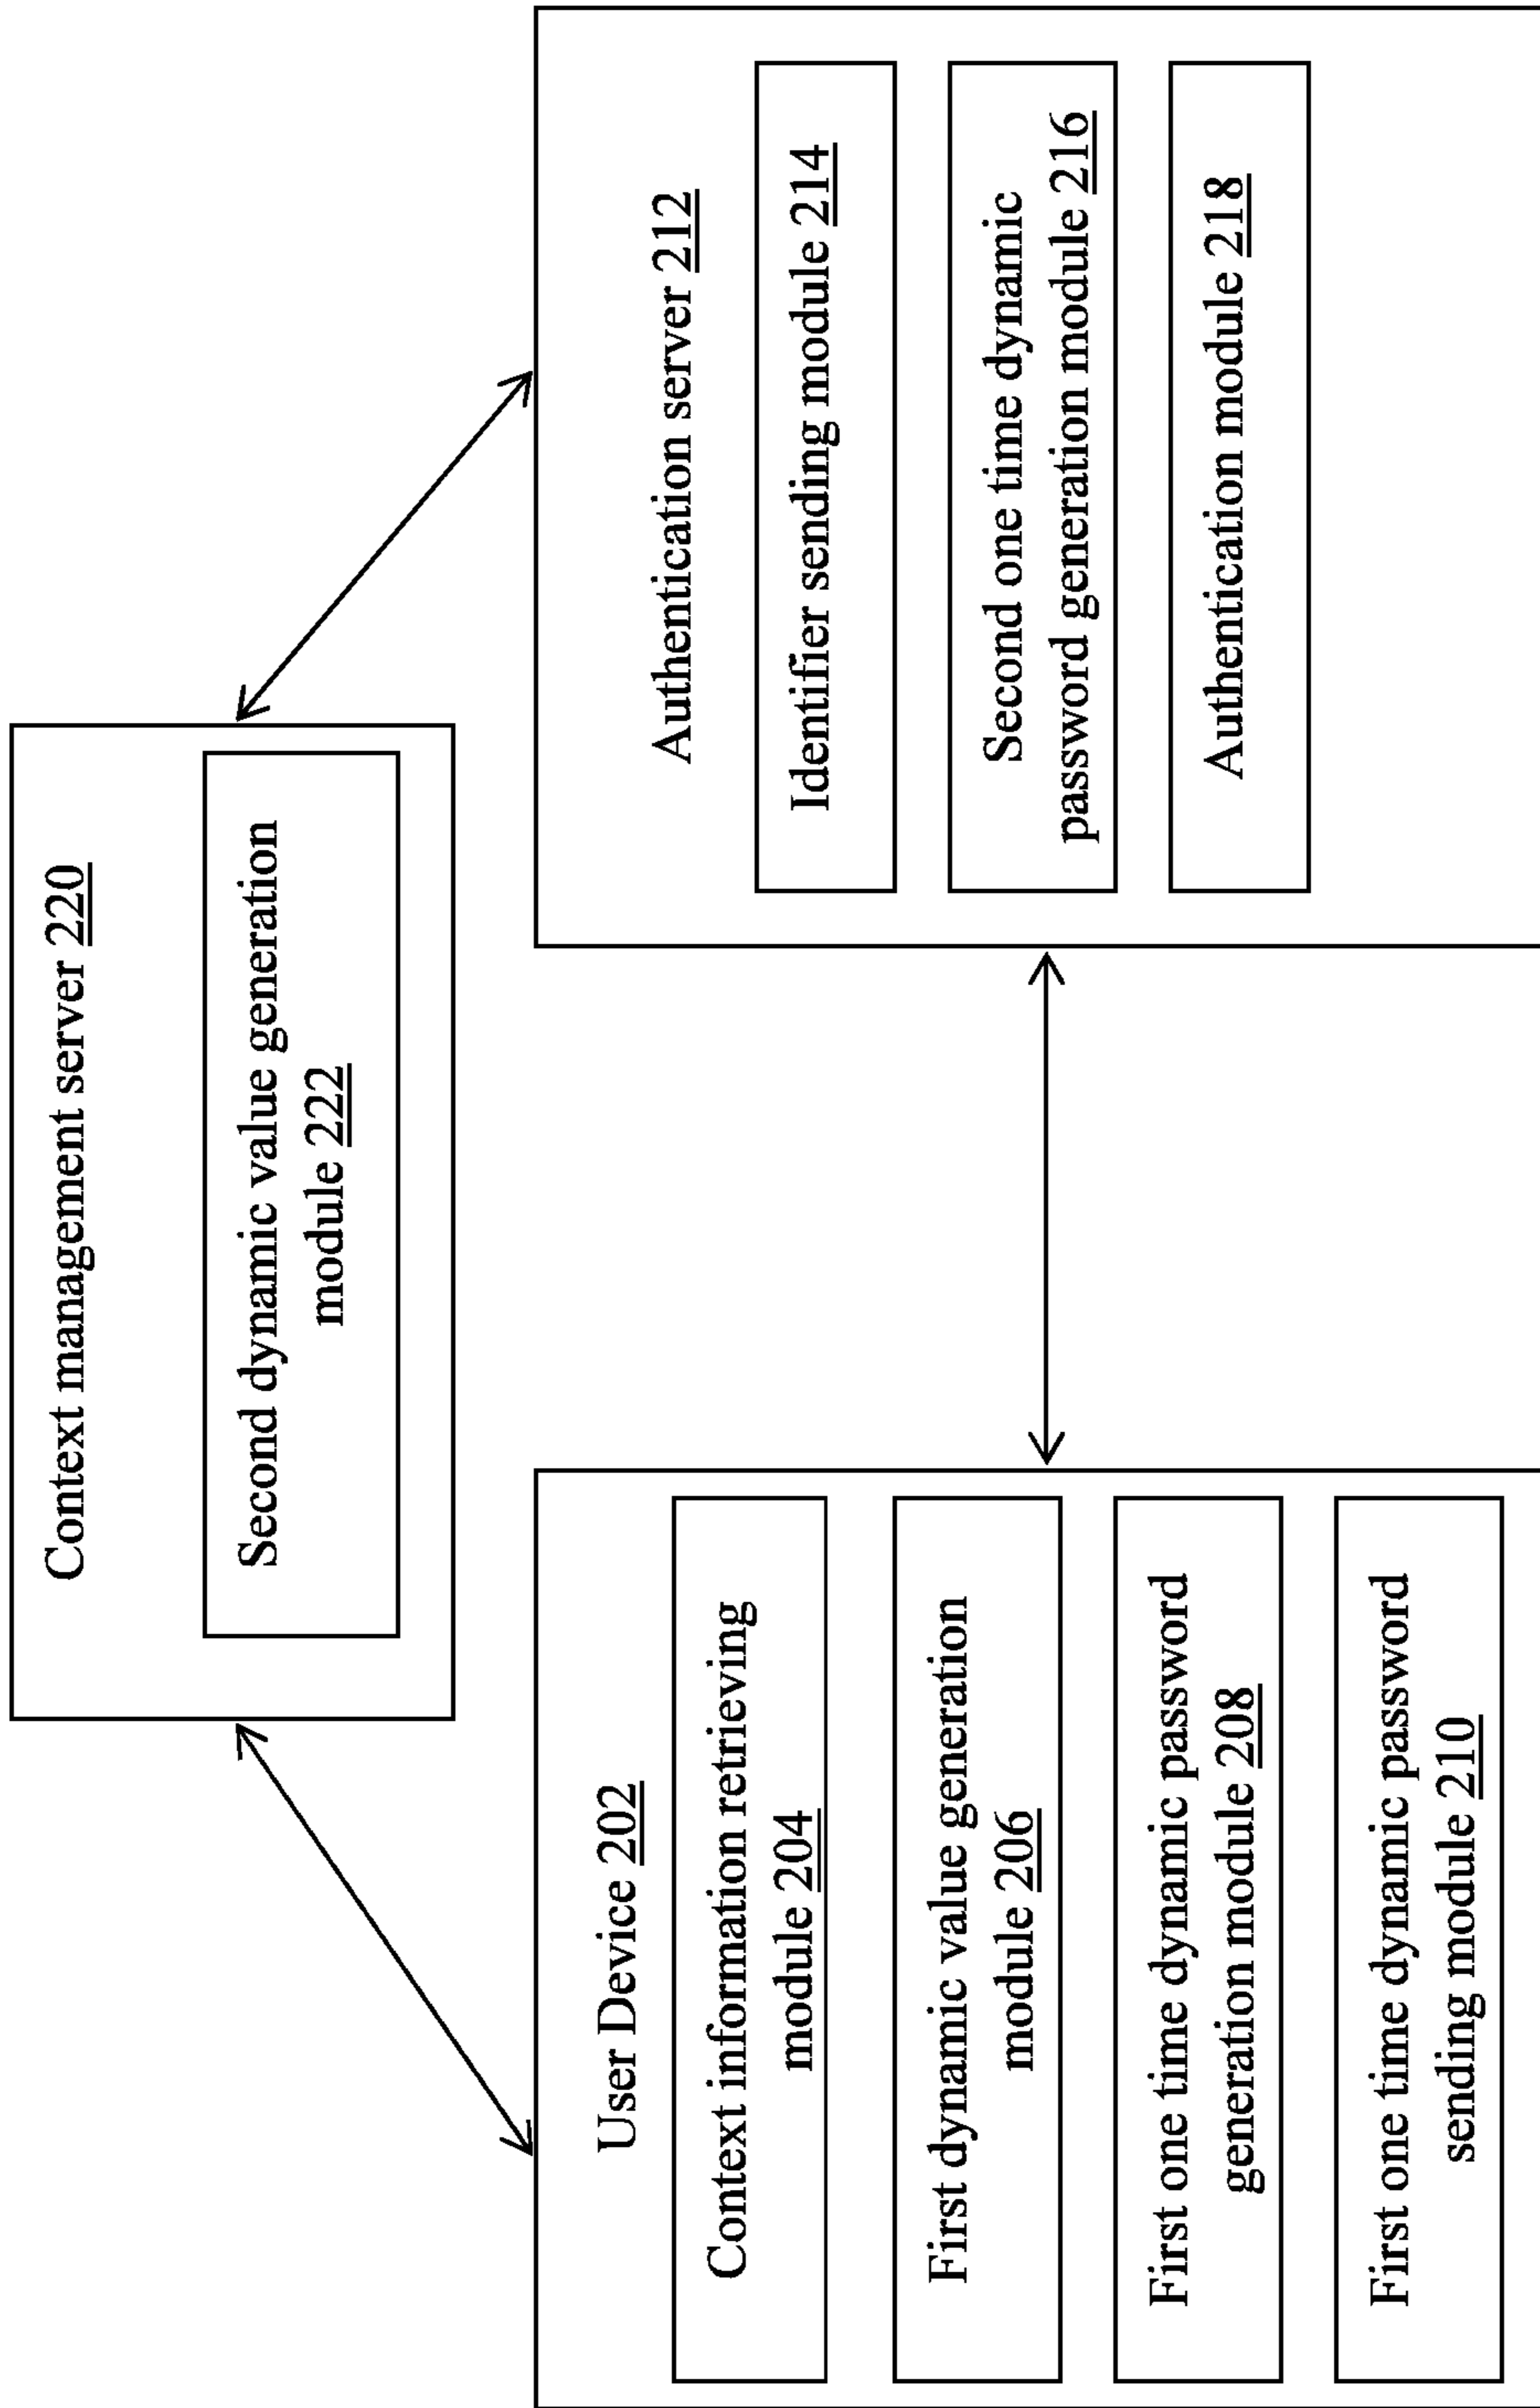 Context management server 220
Second dynamic value generation
module 222
User Device 202
Context information retrieving
module 204
First dynamic value generation
module 206
First one time dynamic password
generation module 208
First one time dynamic password
sending module 210
Authentication server 212
Identifier sending module 214
Second one time dynamic
password generation module 216
Authentication module 218